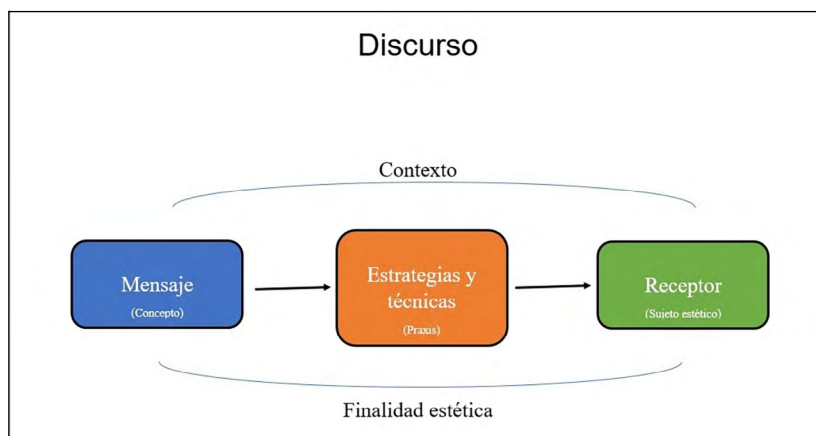 Discurso
Contexto
Mensaje
(Concepto)
Estrategias y
técnicas
(Praxis)
Receptor
(Sujeto estético)
Finalidad estética